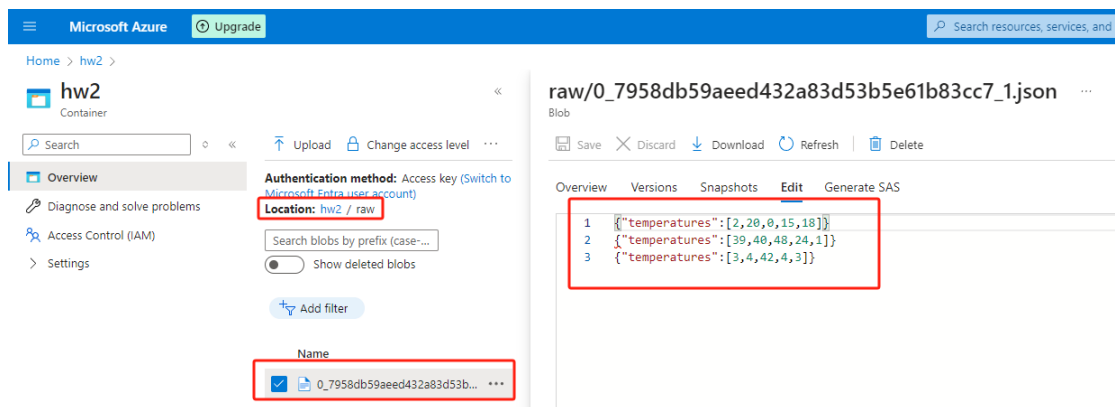 Microsoft Azure
Upgrade
Search resources, services, and
Home > hw2 >
hw2
Container
Search
Overview
Diagnose and solve problems
Access Control (IAM)
Settings
Upload
Change access level
Authentication method: Access key (Switch to
Microsoft Entra user account)
Location: hw2 / raw
Search blobs by prefix (case-...
Show deleted blobs
Add filter
Name
0_7958db59aeed432a83d53b...
raw/0_7958db59aeed432a83d53b5e61b83cc7_1.json
Blob
Save
Discard
Download
Refresh
Delete
Overview Versions Snapshots Edit Generate SAS
1 {"temperatures":[2,20,0,15,18]}
2 {"temperatures":[39,40,48,24,1]}
3 {"temperatures":[3,4,42,4,3]}